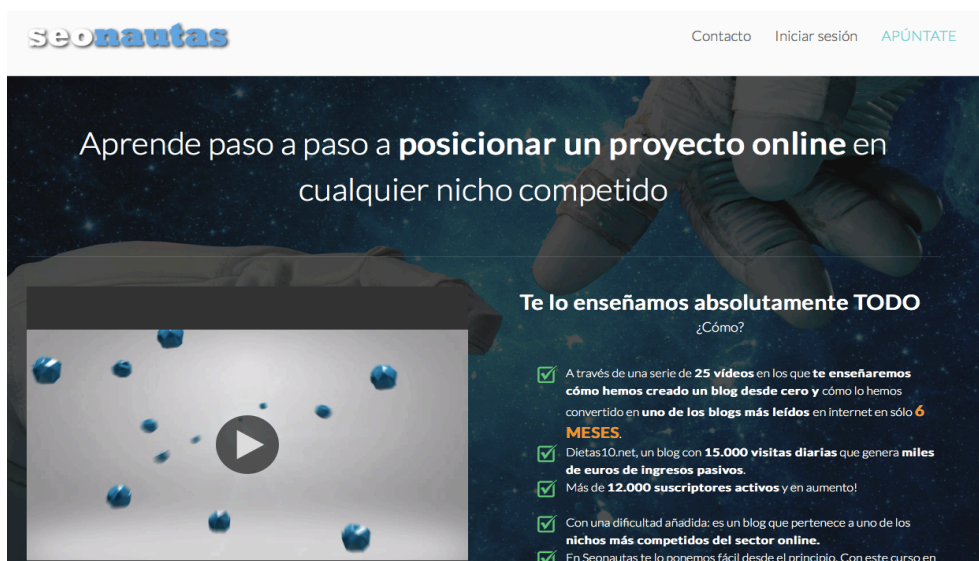 seonautas
Contacto Iniciar sesión APÚNTATE
Aprende paso a paso a posicionar un proyecto online en
cualquier nicho competido
Te lo enseñamos absolutamente TODO
¿Cómo?
A través de una serie de 25 vídeos en los que te enseñaremos
cómo hemos creado un blog desde cero y cómo lo hemos
convertido en uno de los blogs más leídos en internet en sólo 6
MESES.
Dietas10.net, un blog con 15.000 visitas diarias que genera miles
de euros de ingresos pasivos.
Más de 12.000 suscriptores activos y en aumento!
Con una dificultad añadida: es un blog que pertenece a uno de los
nichos más competidos del sector online.
En Seonautas te lo ponemos fácil desde el principio. Con este curso en